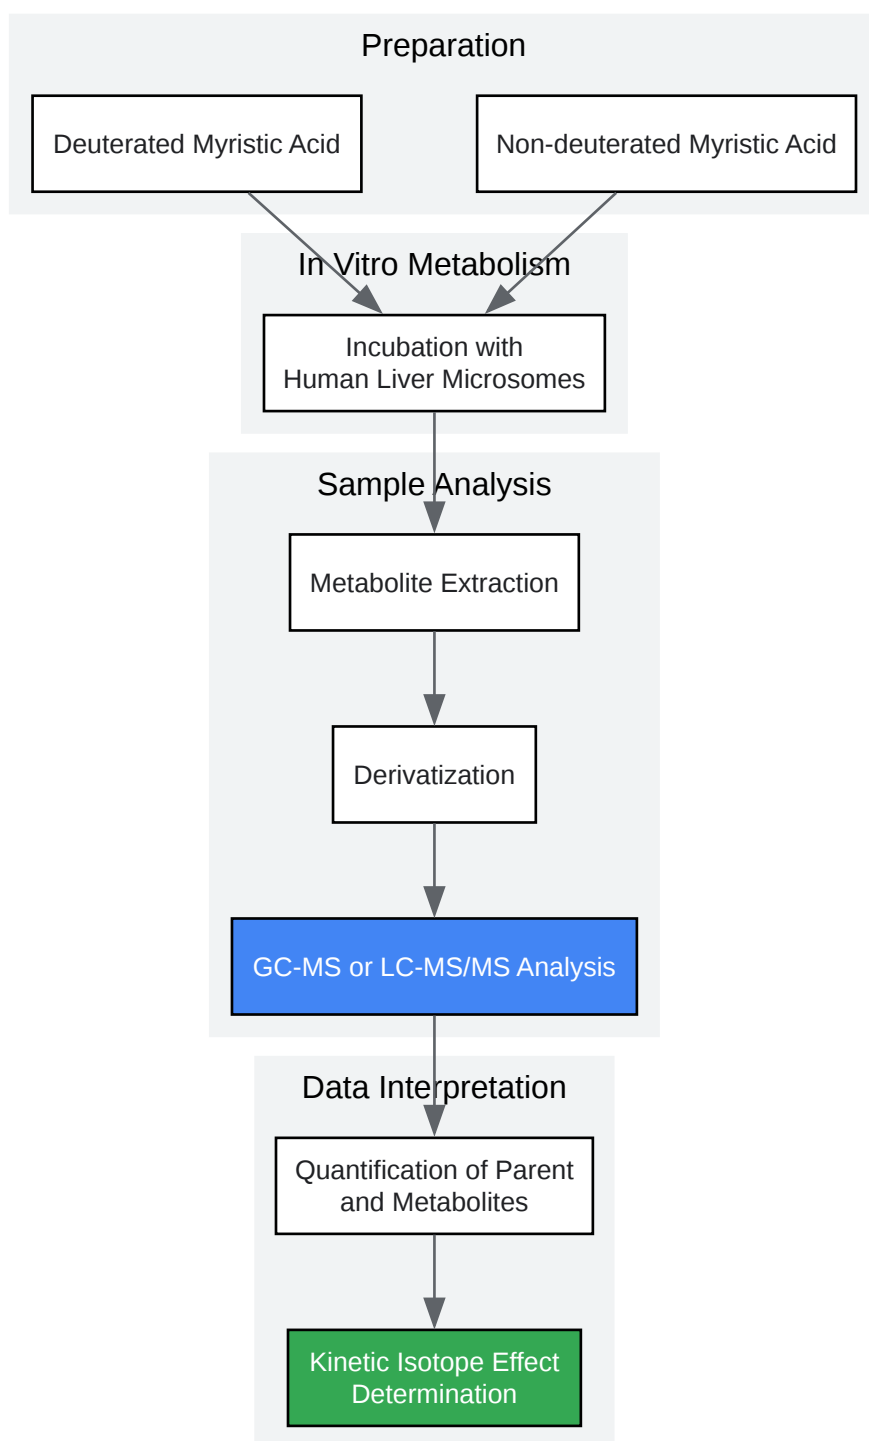 Preparation
Deuterated Myristic Acid
Non-deuterated Myristic Acid
In Vitro Metabolism
Incubation with
Human Liver Microsomes
Sample Analysis
Metabolite Extraction
Derivatization
GC-MS or LC-MS/MS Analysis
Data Interpretation
Quantification of Parent
and Metabolites
Kinetic Isotope Effect
Determination